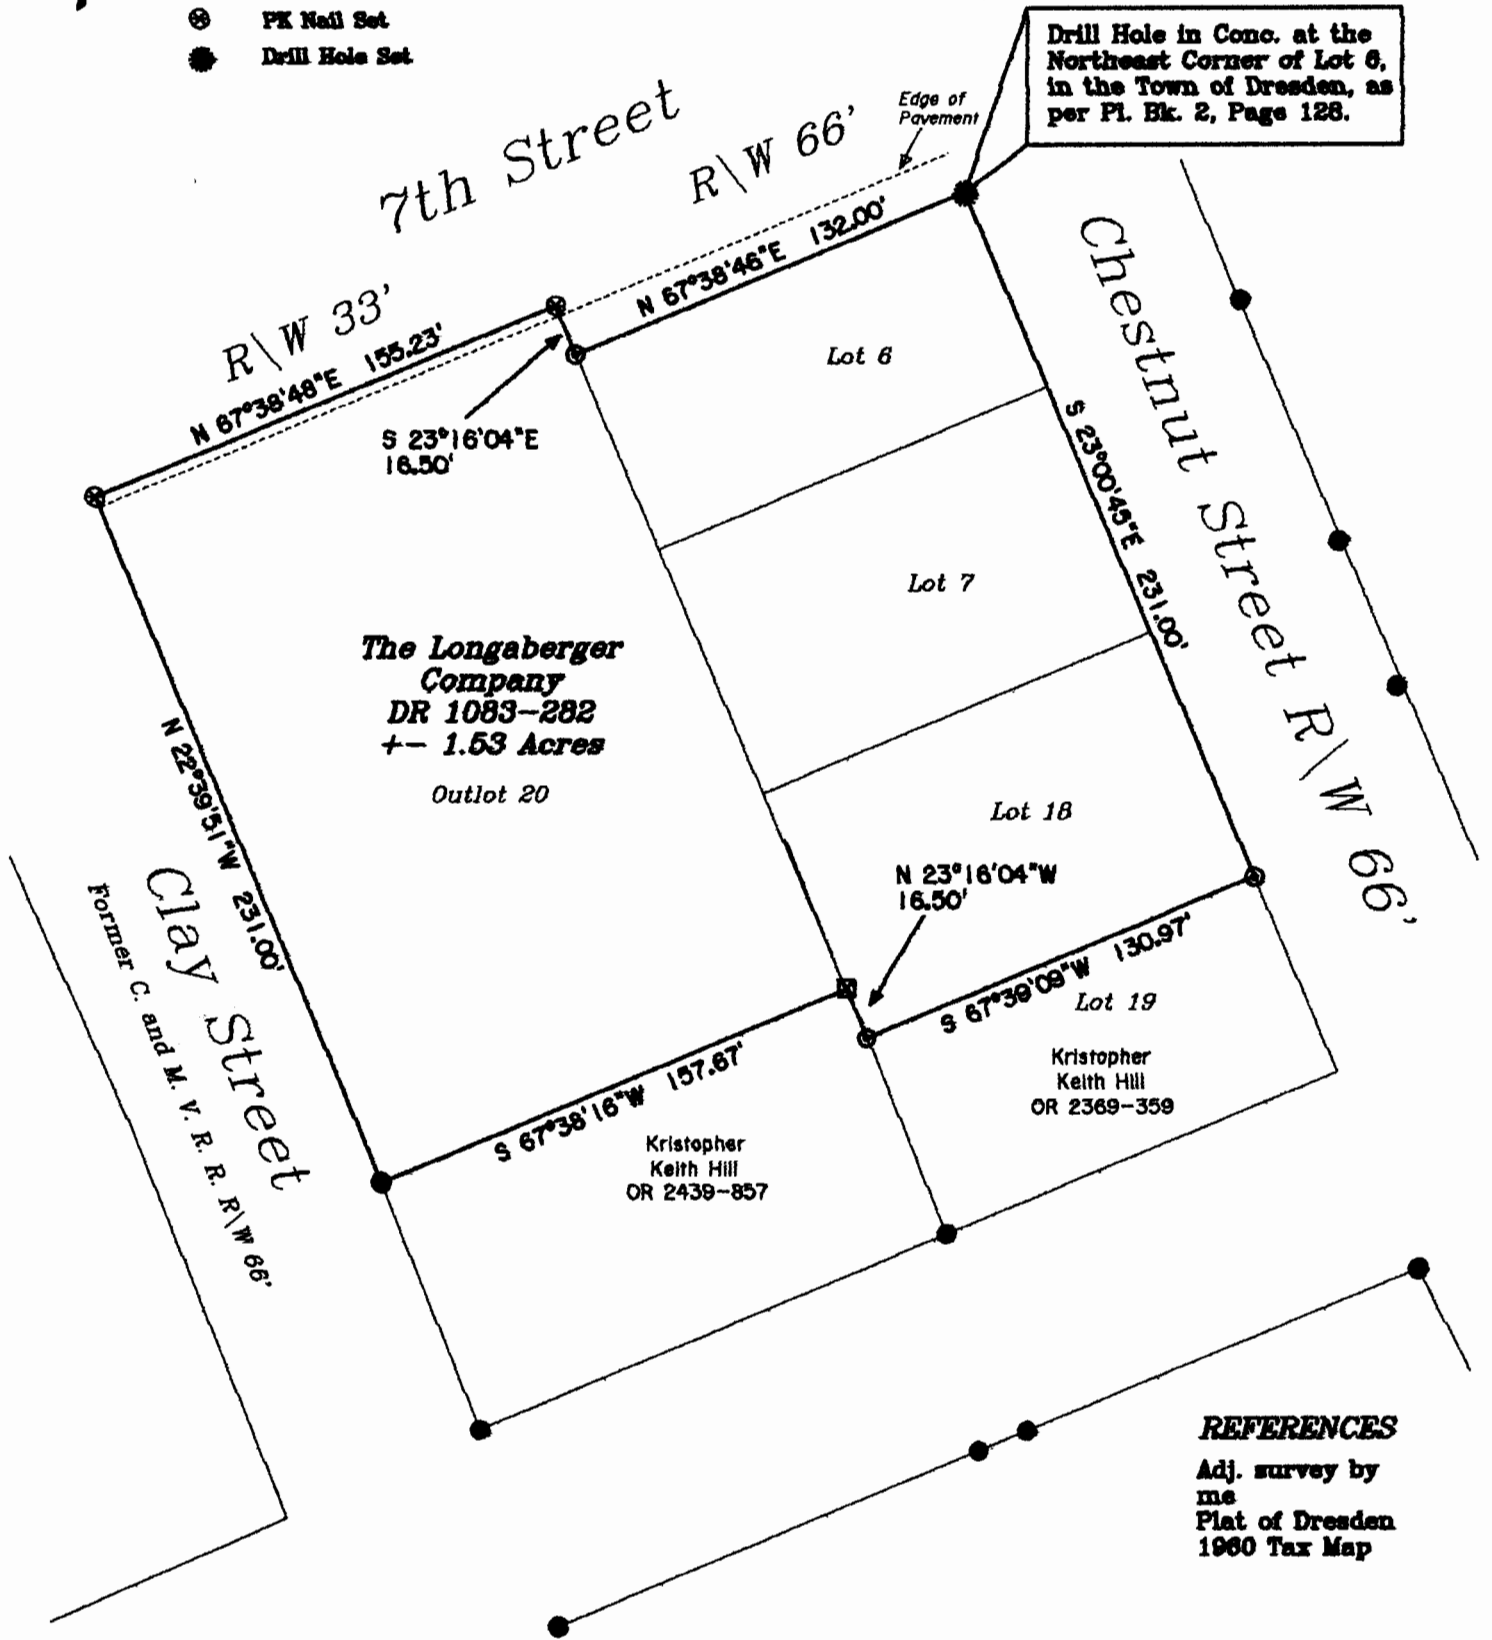 PK Nail Set
Drill Hole Set
Drill Hole in Conc. at the
Northeast Corner of Lot 6,
in the Town of Dresden, as
per Pl. Bk. 2, Page 128.
Edge of
Pavement
7th Street
R\W 66'
R\W 33'
N 67°38'46"E 132.00'
N 67°38'48"E 155.23'
S 23°16'04"E
16.50'
Lot 6
Chestnut Street R\W 66'
S 23°00'45"E 231.00'
Lot 7
The Longaberger
Company
DR 1083-282
+- 1.53 Acres
Outlot 20
N 22°39'51"W 231.00'
Lot 18
N 23°16'04"W
16.50'
Clay Street
Former C. and M. V. R. R. R\W 66'
S 67°39'09"W 130.97'
Lot 19
Kristopher
Keith Hill
OR 2369-359
S 67°38'16"W 157.67'
Kristopher
Keith Hill
OR 2439-857
REFERENCES
Adj. survey by
me
Plat of Dresden
1960 Tax Map